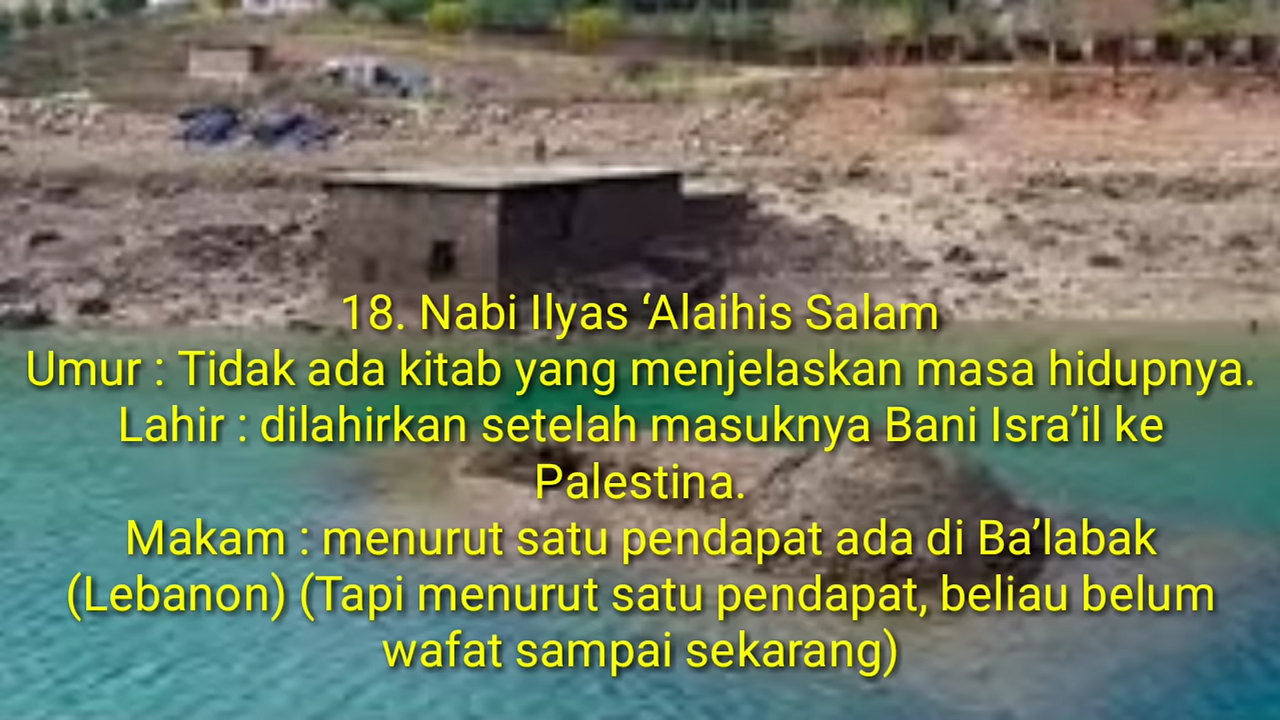 18. Nabi Ilyas ‘Alaihis Salam
Umur : Tidak ada kitab yang menjelaskan masa hidupnya.
Lahir : dilahirkan setelah masuknya Bani Isra’il ke
Palestina.
Makam : menurut satu pendapat ada di Ba’labak
(Lebanon) (Tapi menurut satu pendapat, beliau belum
wafat sampai sekarang)